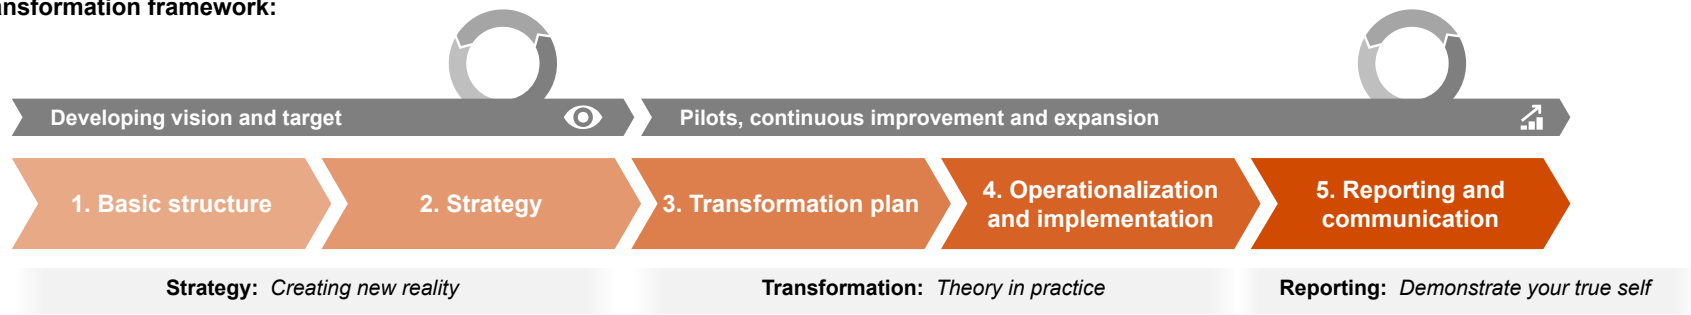 ansformation framework:
Developing vision and target
Pilots, continuous improvement and expansion
1. Basic structure
2. Strategy
3. Transformation plan
4. Operationalization
and implementation
5. Reporting and
communication
Strategy: Creating new reality
Transformation: Theory in practice
Reporting: Demonstrate your true self